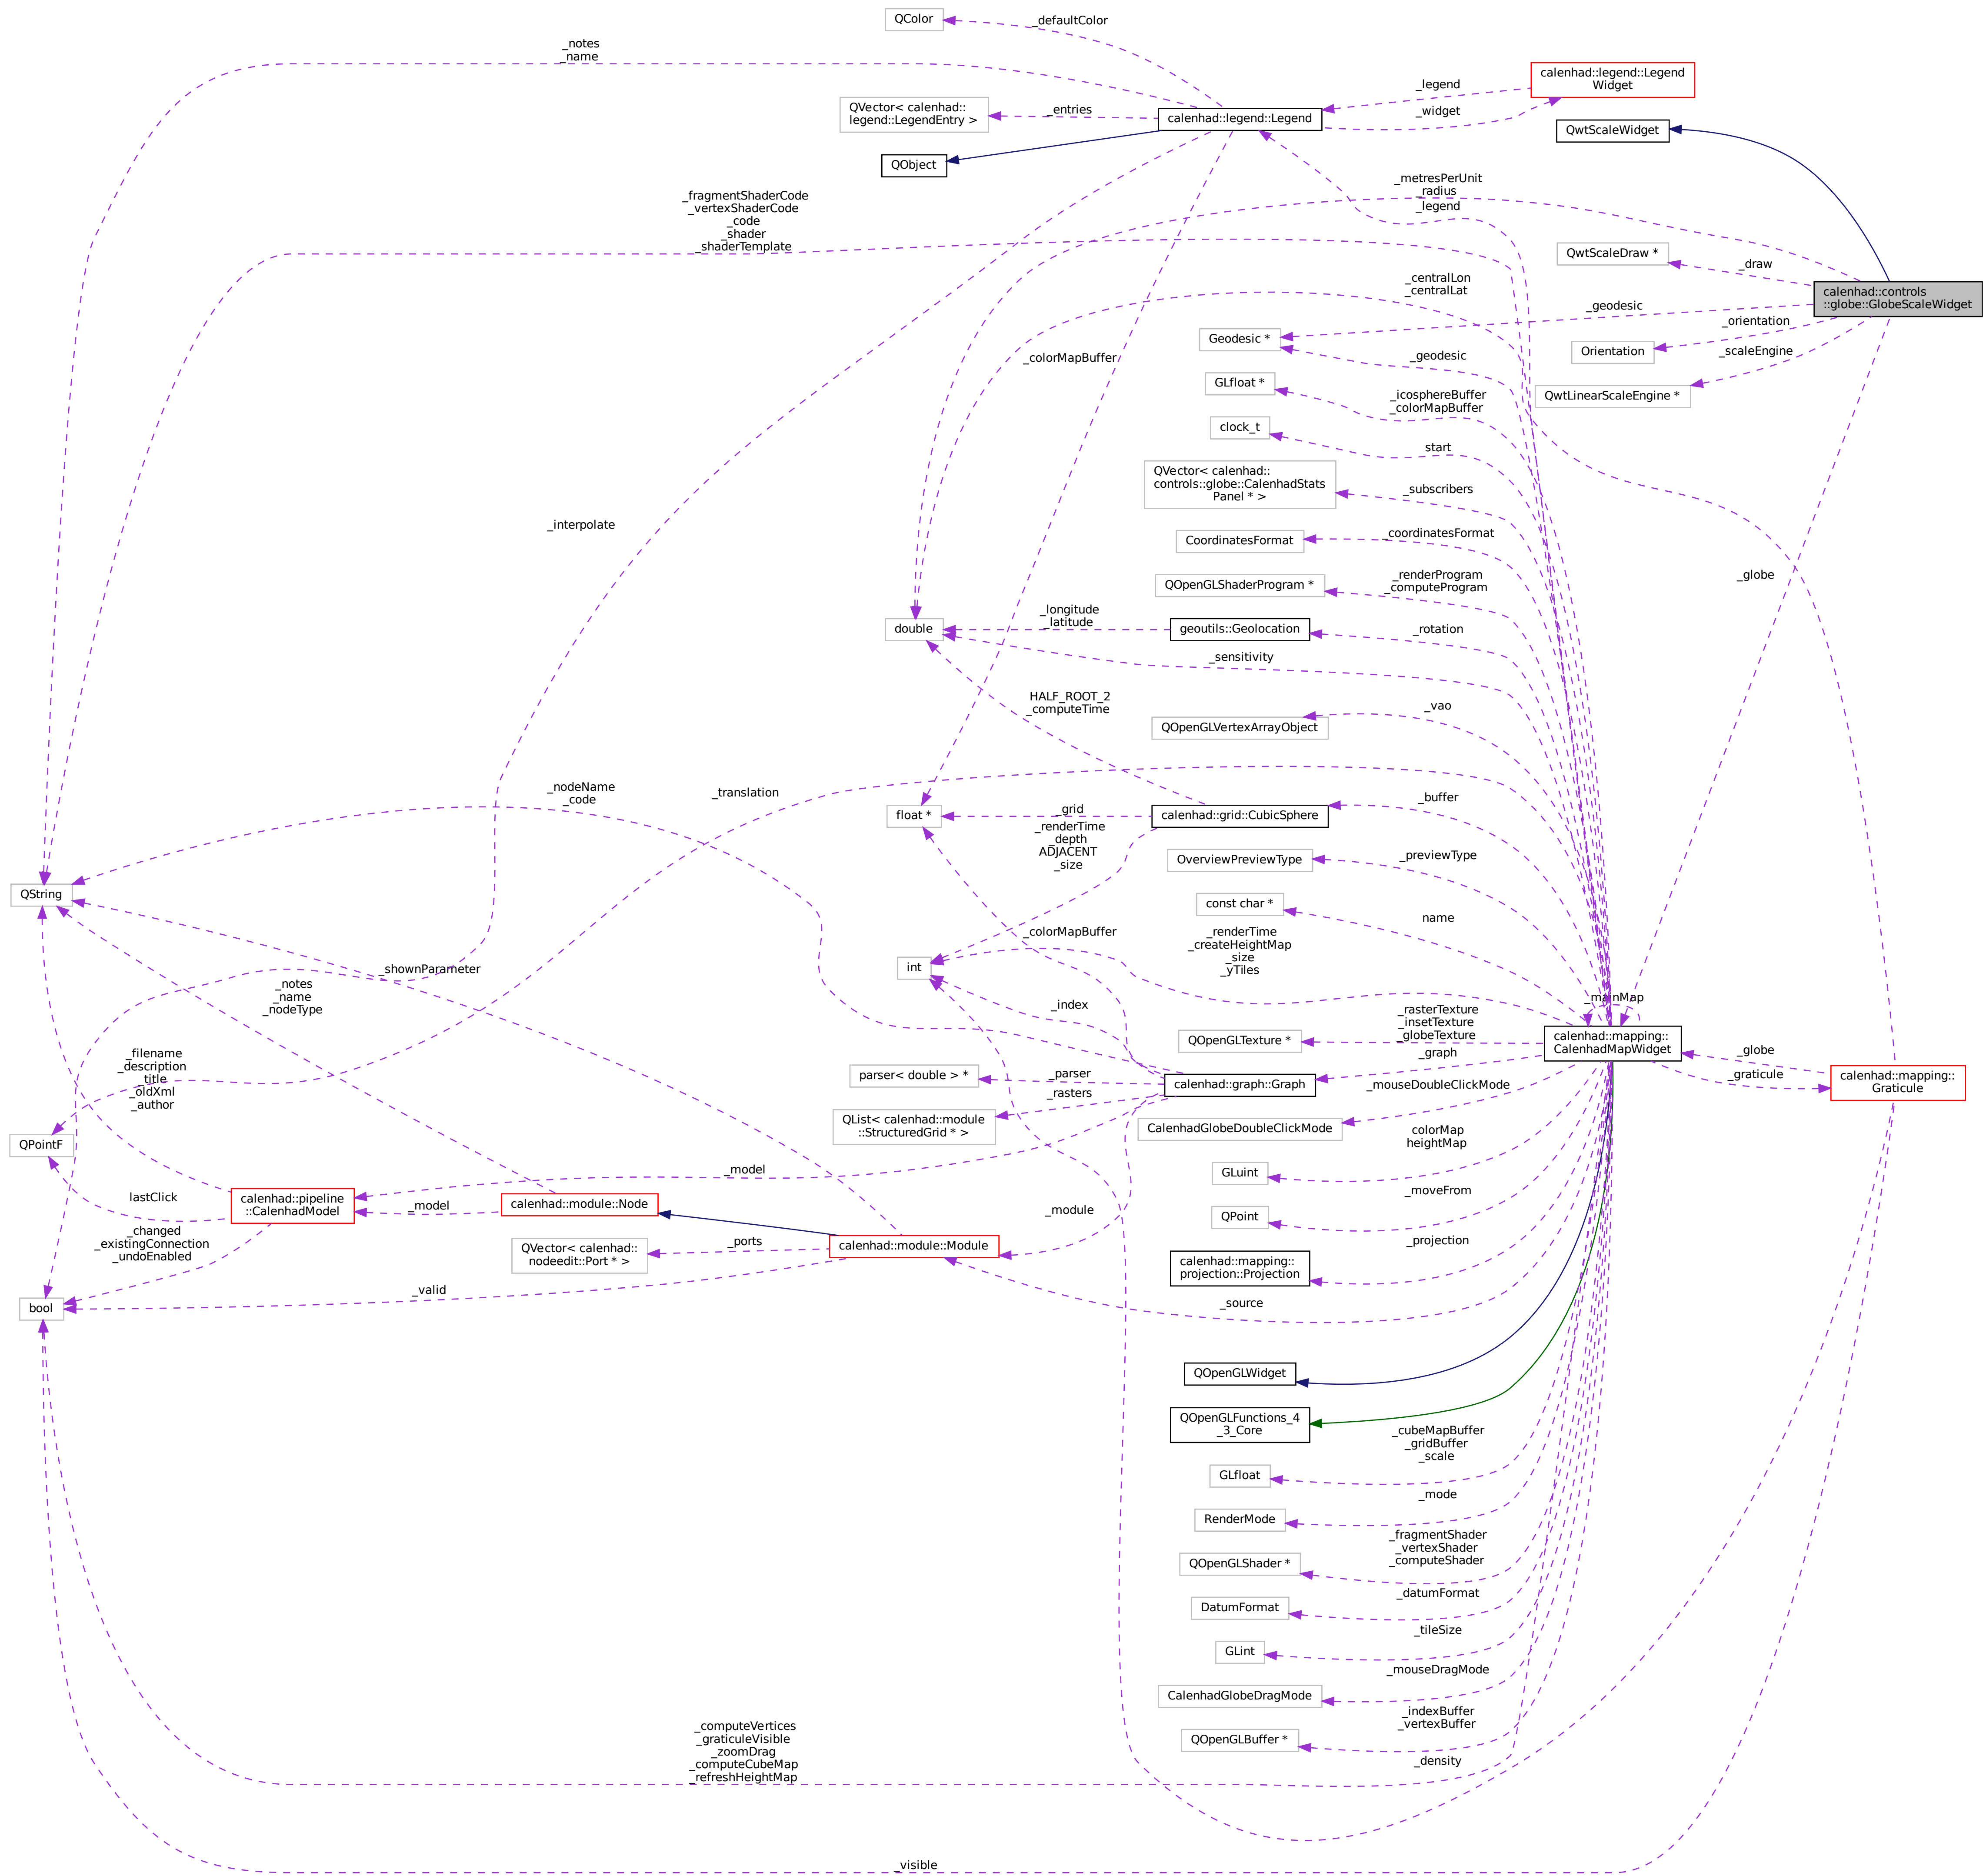 QColor
_defaultColor
_notes
_name
calenhad::legend::Legend
Widget
_legend
_widget
QVector< calenhad::
legend::LegendEntry >
_entries
calenhad::legend::Legend
QwtScaleWidget
QObject
_metresPerUnit
_radius
_legend
_fragmentShaderCode
_vertexShaderCode
_code
_shader
_shaderTemplate
QwtScaleDraw *
_draw
_centralLon
_centralLat
calenhad::controls
::globe::GlobeScaleWidget
_geodesic
_orientation
Geodesic *
_geodesic
Orientation
_scaleEngine
_colorMapBuffer
GLfloat *
_icosphereBuffer
_colorMapBuffer
QwtLinearScaleEngine *
clock_t
start
QVector< calenhad::
controls::globe::CalenhadStats
Panel * >
_subscribers
_interpolate
CoordinatesFormat
_coordinatesFormat
QOpenGLShaderProgram *
_renderProgram
_computeProgram
_globe
double
_longitude
_latitude
geoutils::Geolocation
_rotation
_sensitivity
HALF_ROOT_2
_computeTime
QOpenGLVertexArrayObject
_vao
_nodeName
_code
_translation
float *
_grid
calenhad::grid::CubicSphere
_buffer
_renderTime
_depth
ADJACENT
_size
OverviewPreviewType
_previewType
QString
const char *
name
_colorMapBuffer
_renderTime
_createHeightMap
_size
_yTiles
int
_shownParameter
_notes
_name
_nodeType
_index
_mainMap
_rasterTexture
_insetTexture
_globeTexture
QOpenGLTexture *
calenhad::mapping::
CalenhadMapWidget
_graph
_globe
_graticule
calenhad::mapping::
Graticule
_filename
_description
_title
_oldXml
_author
parser< double > *
_parser
_rasters
calenhad::graph::Graph
_mouseDoubleClickMode
QList< calenhad::module
::StructuredGrid * >
CalenhadGlobeDoubleClickMode
QPointF
colorMap
heightMap
GLuint
_model
lastClick
calenhad::pipeline
::CalenhadModel
_model
calenhad::module::Node
_moveFrom
QPoint
_module
_changed
_existingConnection
_undoEnabled
QVector< calenhad::
nodeedit::Port * >
_ports
calenhad::module::Module
_projection
calenhad::mapping::
projection::Projection
_valid
_source
bool
QOpenGLWidget
QOpenGLFunctions_4
_3_Core
_cubeMapBuffer
_gridBuffer
_scale
GLfloat
_mode
RenderMode
_fragmentShader
_vertexShader
_computeShader
QOpenGLShader *
_datumFormat
DatumFormat
_tileSize
GLint
_mouseDragMode
CalenhadGlobeDragMode
_indexBuffer
_vertexBuffer
QOpenGLBuffer *
_computeVertices
_graticuleVisible
_zoomDrag
_computeCubeMap
_refreshHeightMap
_density
_visible